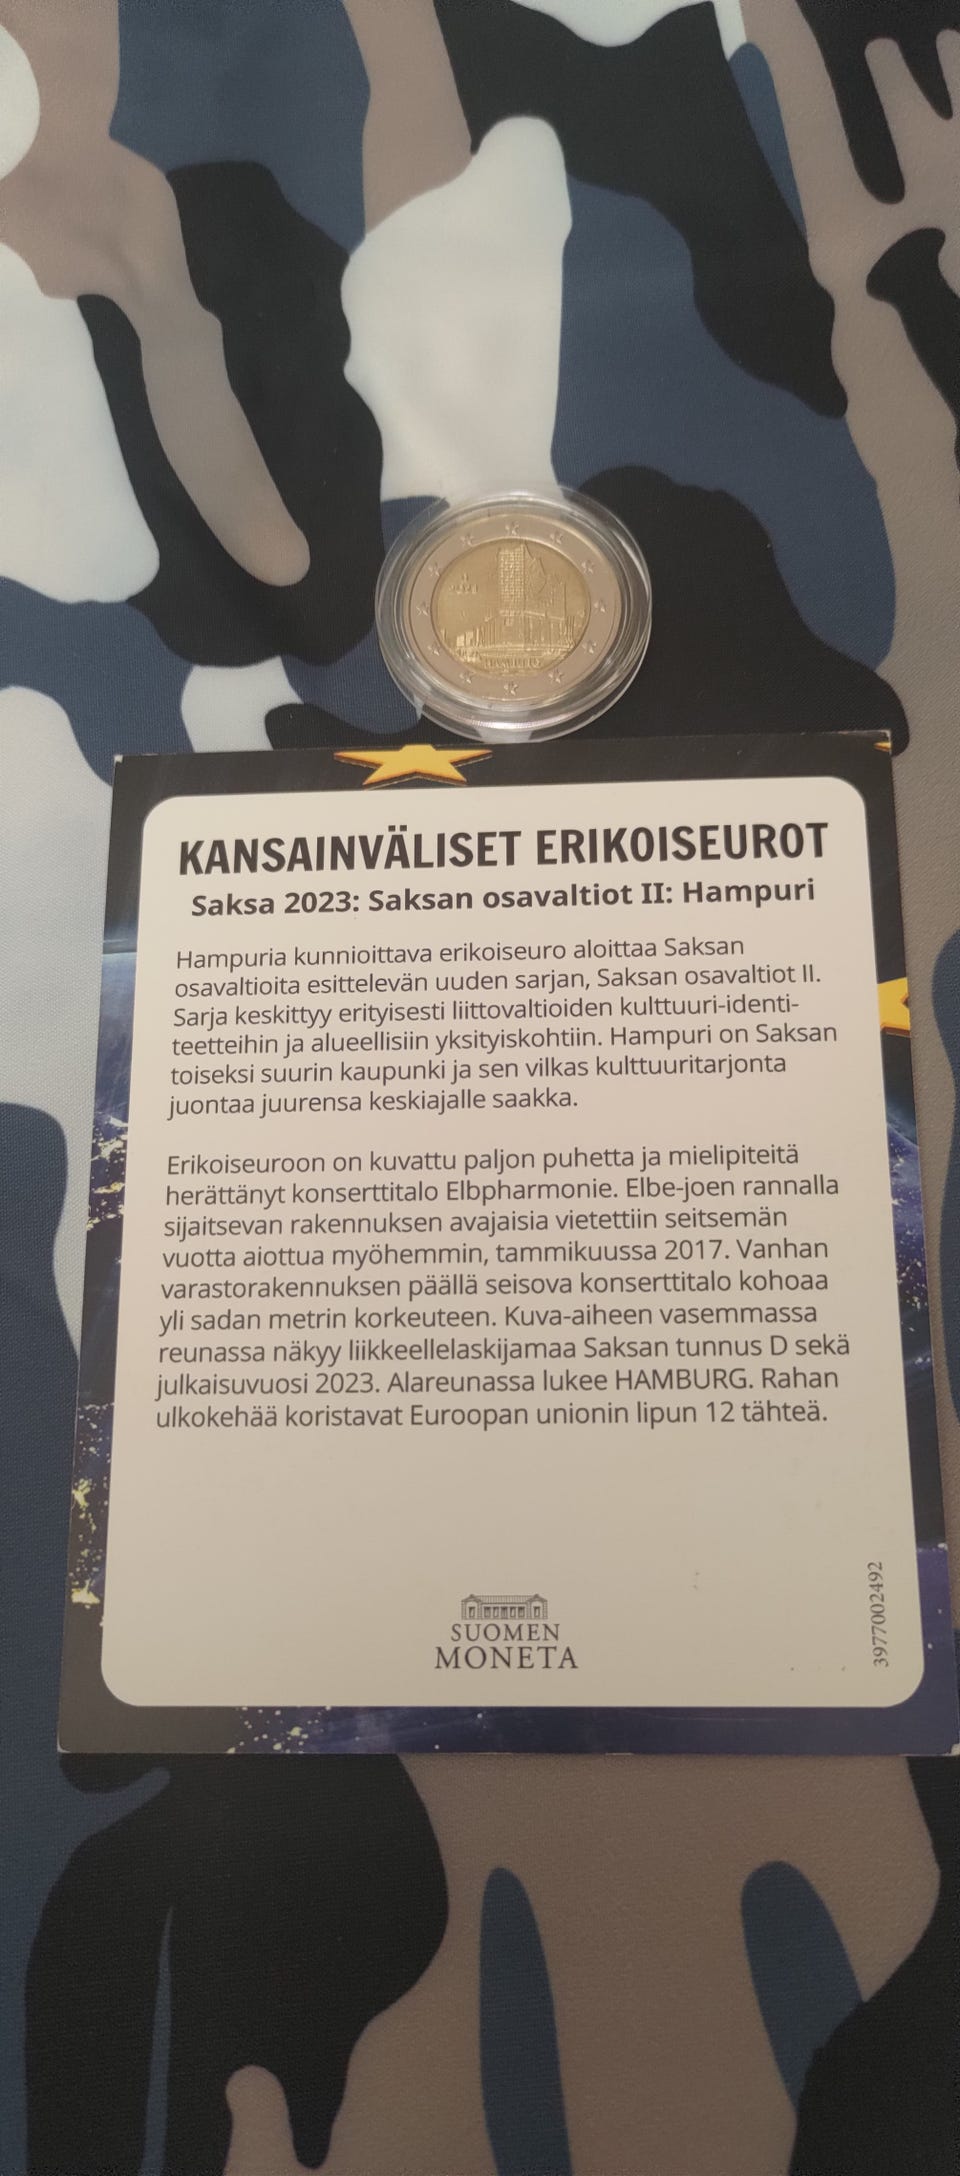 HAMBURG
KANSAINVÄLISET ERIKOISEUROT
Saksa 2023: Saksan osavaltiot II: Hampuri
Hampuria kunnioittava erikoiseuro aloittaa Saksan
osavaltioita esittelevän uuden sarjan, Saksan osavaltiot II.
Sarja keskittyy erityisesti liittovaltioiden kulttuuri-identi-
teetteihin ja alueellisiin yksityiskohtiin. Hampuri on Saksan
toiseksi suurin kaupunki ja sen vilkas kulttuuritarjonta
juontaa juurensa keskiajalle saakka.
Erikoiseuroon on kuvattu paljon puhetta ja mielipiteitä
herättänyt konserttitalo Elbpharmonie. Elbe-joen rannalla
sijaitsevan rakennuksen avajaisia vietettiin seitsemän
vuotta aiottua myöhemmin, tammikuussa 2017. Vanhan
varastorakennuksen päällä seisova konserttitalo kohoaa
yli sadan metrin korkeuteen. Kuva-aiheen vasemmassa
reunassa näkyy liikkeellelaskijamaa Saksan tunnus D sekä
julkaisuvuosi 2023. Alareunassa lukee HAMBURG. Rahan
ulkokehää koristavat Euroopan unionin lipun 12 tähteä.
SUOMEN
MONETA
3977002492